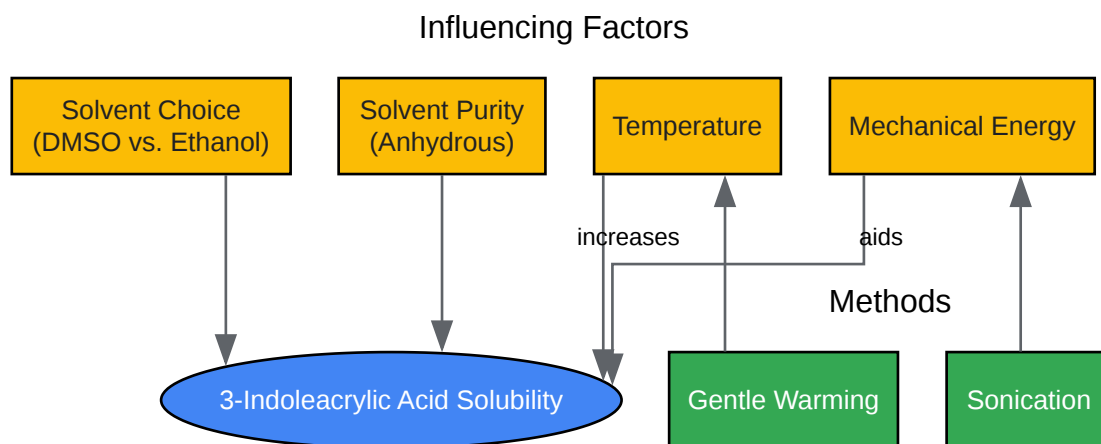 Influencing Factors
Solvent Choice
(DMSO vs. Ethanol)
Solvent Purity
(Anhydrous)
Temperature
Mechanical Energy
increases
aids
Methods
3-Indoleacrylic Acid Solubility
Gentle Warming
Sonication